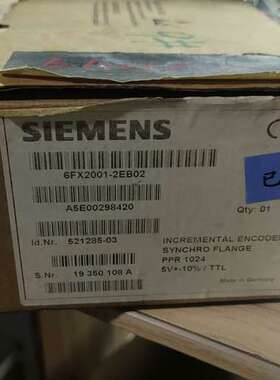 SIEMENS
6FX2001-2EB02
A5E00298420
Qty: 01
Id.Nr. 521285-03
INCREMENTAL ENCODE
SYNCHRO FLANGE
PPR 1024
5V+-10% / TTL
S.Nr. 19 350 108 A
Made in Germany